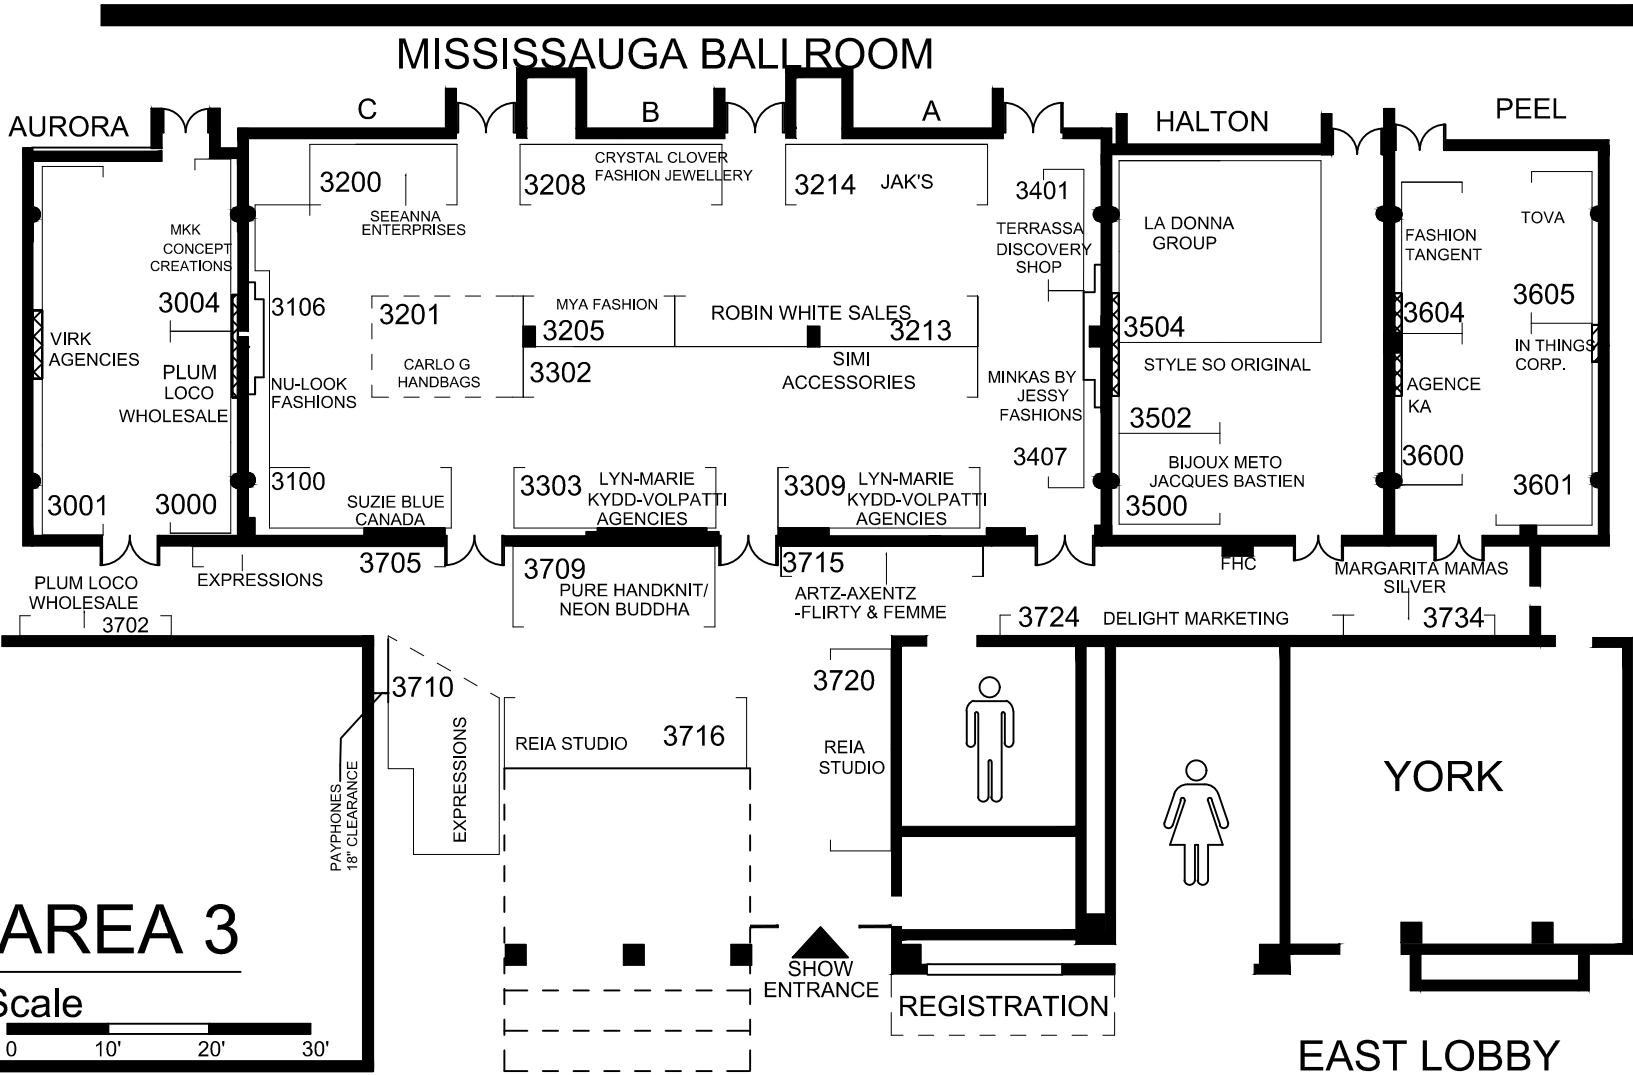 MISSISSAUGA BALLROOM
AURORA
C
B
A
HALTON
PEEL
3200
SEEANNA
ENTERPRISES
3208
CRYSTAL CLOVER
FASHION JEWELLERY
3214
JAK'S
3401
TERRASSA
DISCOVERY
SHOP
MKK
CONCEPT
CREATIONS
3004
VIRK
AGENCIES
PLUM
LOCO
WHOLESALE
3001
3000
3106
NU-LOOK
FASHIONS
3100
SUZIE BLUE
CANADA
3201
CARLO G
HANDBAGS
MYA FASHION
3205
3302
ROBIN WHITE SALES
3213
SIMI
ACCESSORIES
MINKAS BY
JESSY
FASHIONS
3407
3303
LYN-MARIE
KYDD-VOLPATTI
AGENCIES
3309
LYN-MARIE
KYDD-VOLPATTI
AGENCIES
LA DONNA
GROUP
3504
STYLE SO ORIGINAL
3502
BIJOUX METO
JACQUES BASTIEN
3500
FASHION
TANGENT
3604
AGENCE
KA
3600
TOVA
3605
IN THINGS
CORP.
3601
PLUM LOCO
WHOLESALE
3702
EXPRESSIONS
3705
3709
PURE HANDKNIT/
NEON BUDDHA
3715
ARTZ-AXENTZ
-FLIRTY & FEMME
FHC
MARGARITA MAMAS
SILVER
3724
DELIGHT MARKETING
3734
3710
EXPRESSIONS
PAYPHONES
18" CLEARANCE
REIA STUDIO
3716
3720
REIA
STUDIO
YORK
AREA 3
Scale
0 10' 20' 30'
SHOW
ENTRANCE
REGISTRATION
EAST LOBBY